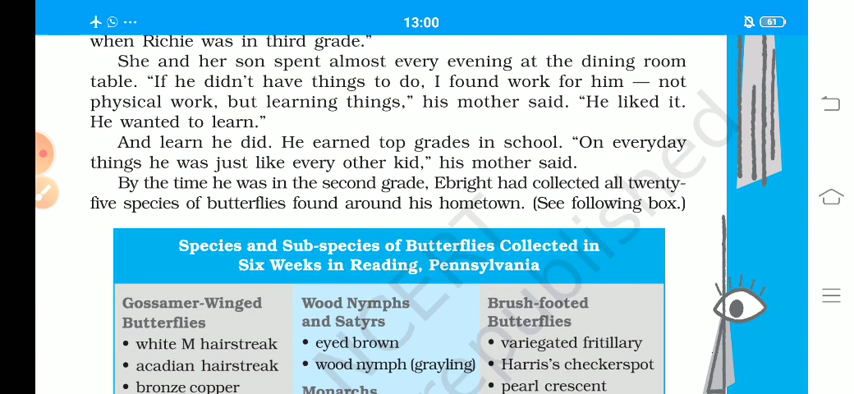 13:00
61
when Richie was in third grade."
She and her son spent almost every evening at the dining room
table. “If he didn’t have things to do, I found work for him — not
physical work, but learning things,” his mother said. “He liked it.
He wanted to learn.”
And learn he did. He earned top grades in school. “On everyday
things he was just like every other kid,” his mother said.
By the time he was in the second grade, Ebright had collected all twenty-
five species of butterflies found around his hometown. (See following box.)
Species and Sub-species of Butterflies Collected in
Six Weeks in Reading, Pennsylvania
Gossamer-Winged
Butterflies
• white M hairstreak
• acadian hairstreak
• bronze copper
Wood Nymphs
and Satyrs
• eyed brown
• wood nymph (grayling)
Monarchs
Brush-footed
Butterflies
• variegated fritillary
• Harris’s checkerspot
• pearl crescent
NCERT
republished